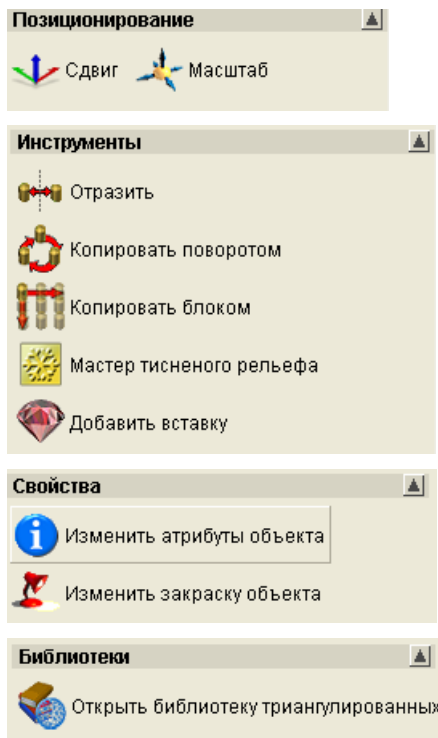 Позиционирование
Сдвиг Масштаб
Инструменты
Отразить
Копировать поворотом
Копировать блоком
Мастер тисненого рельефа
Добавить вставку
Свойства
Изменить атрибуты объекта
Изменить закраску объекта
Библиотеки
Открыть библиотеку триангулированных